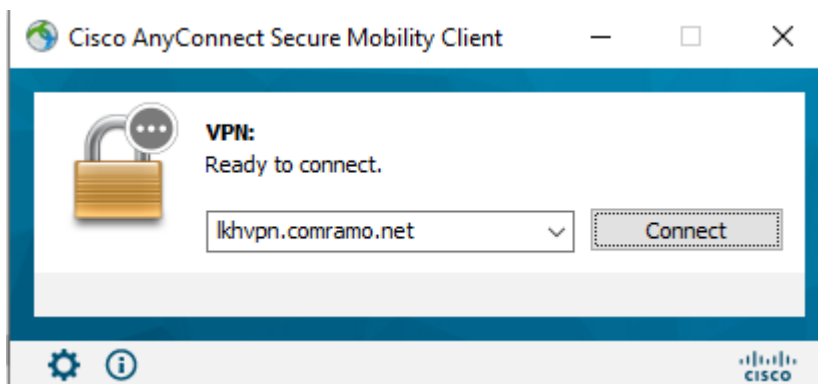 Cisco AnyConnect Secure Mobility Client
VPN:
Ready to connect.
lkhvpn.comramo.net
Connect
CISCO